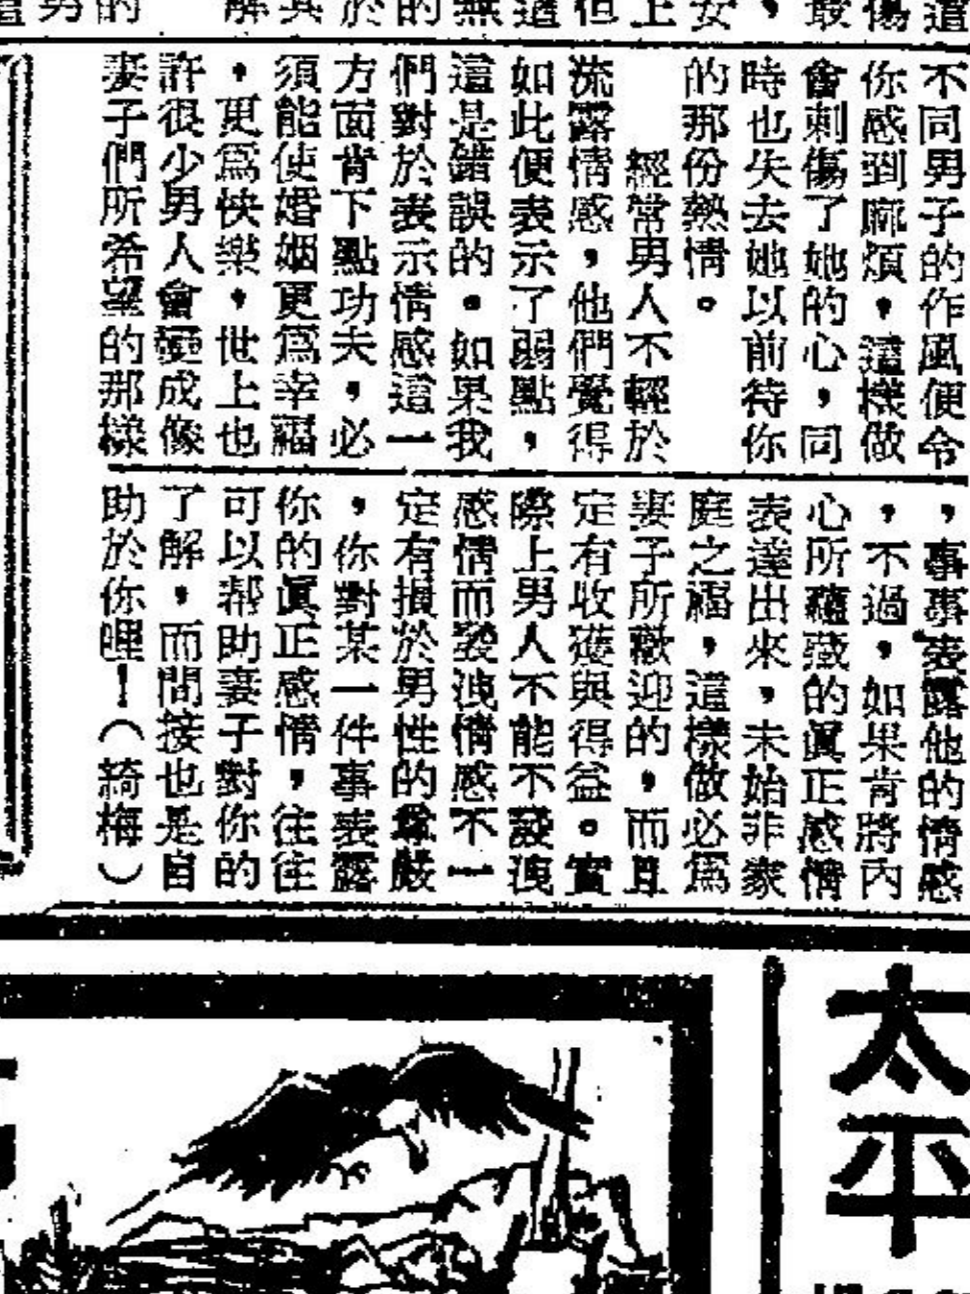 不同男子的作風便令
你感到厭煩，這樣做
會刺傷了她的心，同
時也失去她以前待你
的那份熱情。
經常男人不輕於
流露情感，他們覺得
如此便表示了弱點，
這是錯誤的。如果我
們對於表示情感這一
方面肯下點功夫，必
須能使婚姻更爲幸福
，更爲快樂，世上也
許很少男人會變成像
妻子們所希望的那樣
，事事表露他的情感
，不過，如果肯將內
心所蘊藏的眞正感情
表達出來，未始非家
庭之福，這樣做必爲
妻子所歡迎的，而且
定有收獲與得益。實
際上男人不能不發洩
感情而發洩情感不一
定有損於男性的尊嚴
，你對某一件事表露
你的眞正感情，往往
可以幫助妻子對你的
了解，而間接也是自
助於你哩！（綺梅）
太平